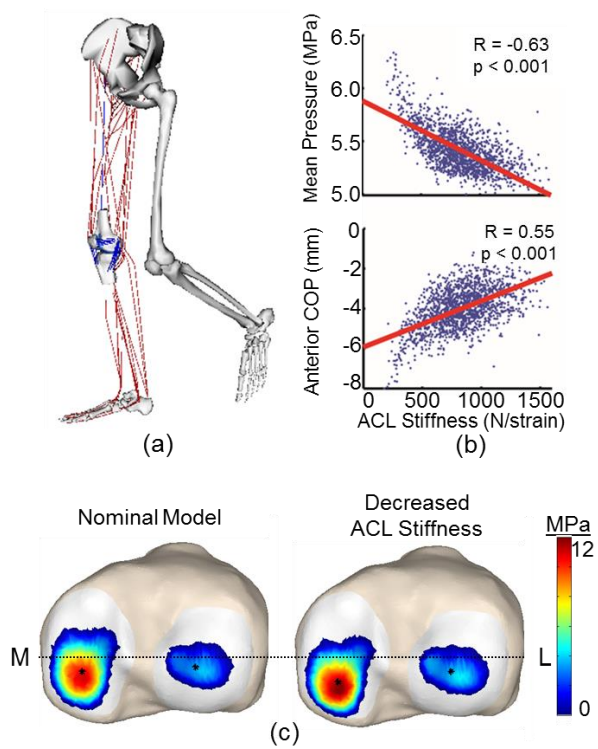 (a)
(b)
Mean Pressure (MPa)
6.5
6.0
5.5
5.0
R = -0.63
p < 0.001
Anterior COP (mm)
0
-2
-4
-6
-8
R = 0.55
p < 0.001
0 500 1000 1500
ACL Stiffness (N/strain)
Nominal Model
Decreased
ACL Stiffness
MPa
12
0
M
L
(c)